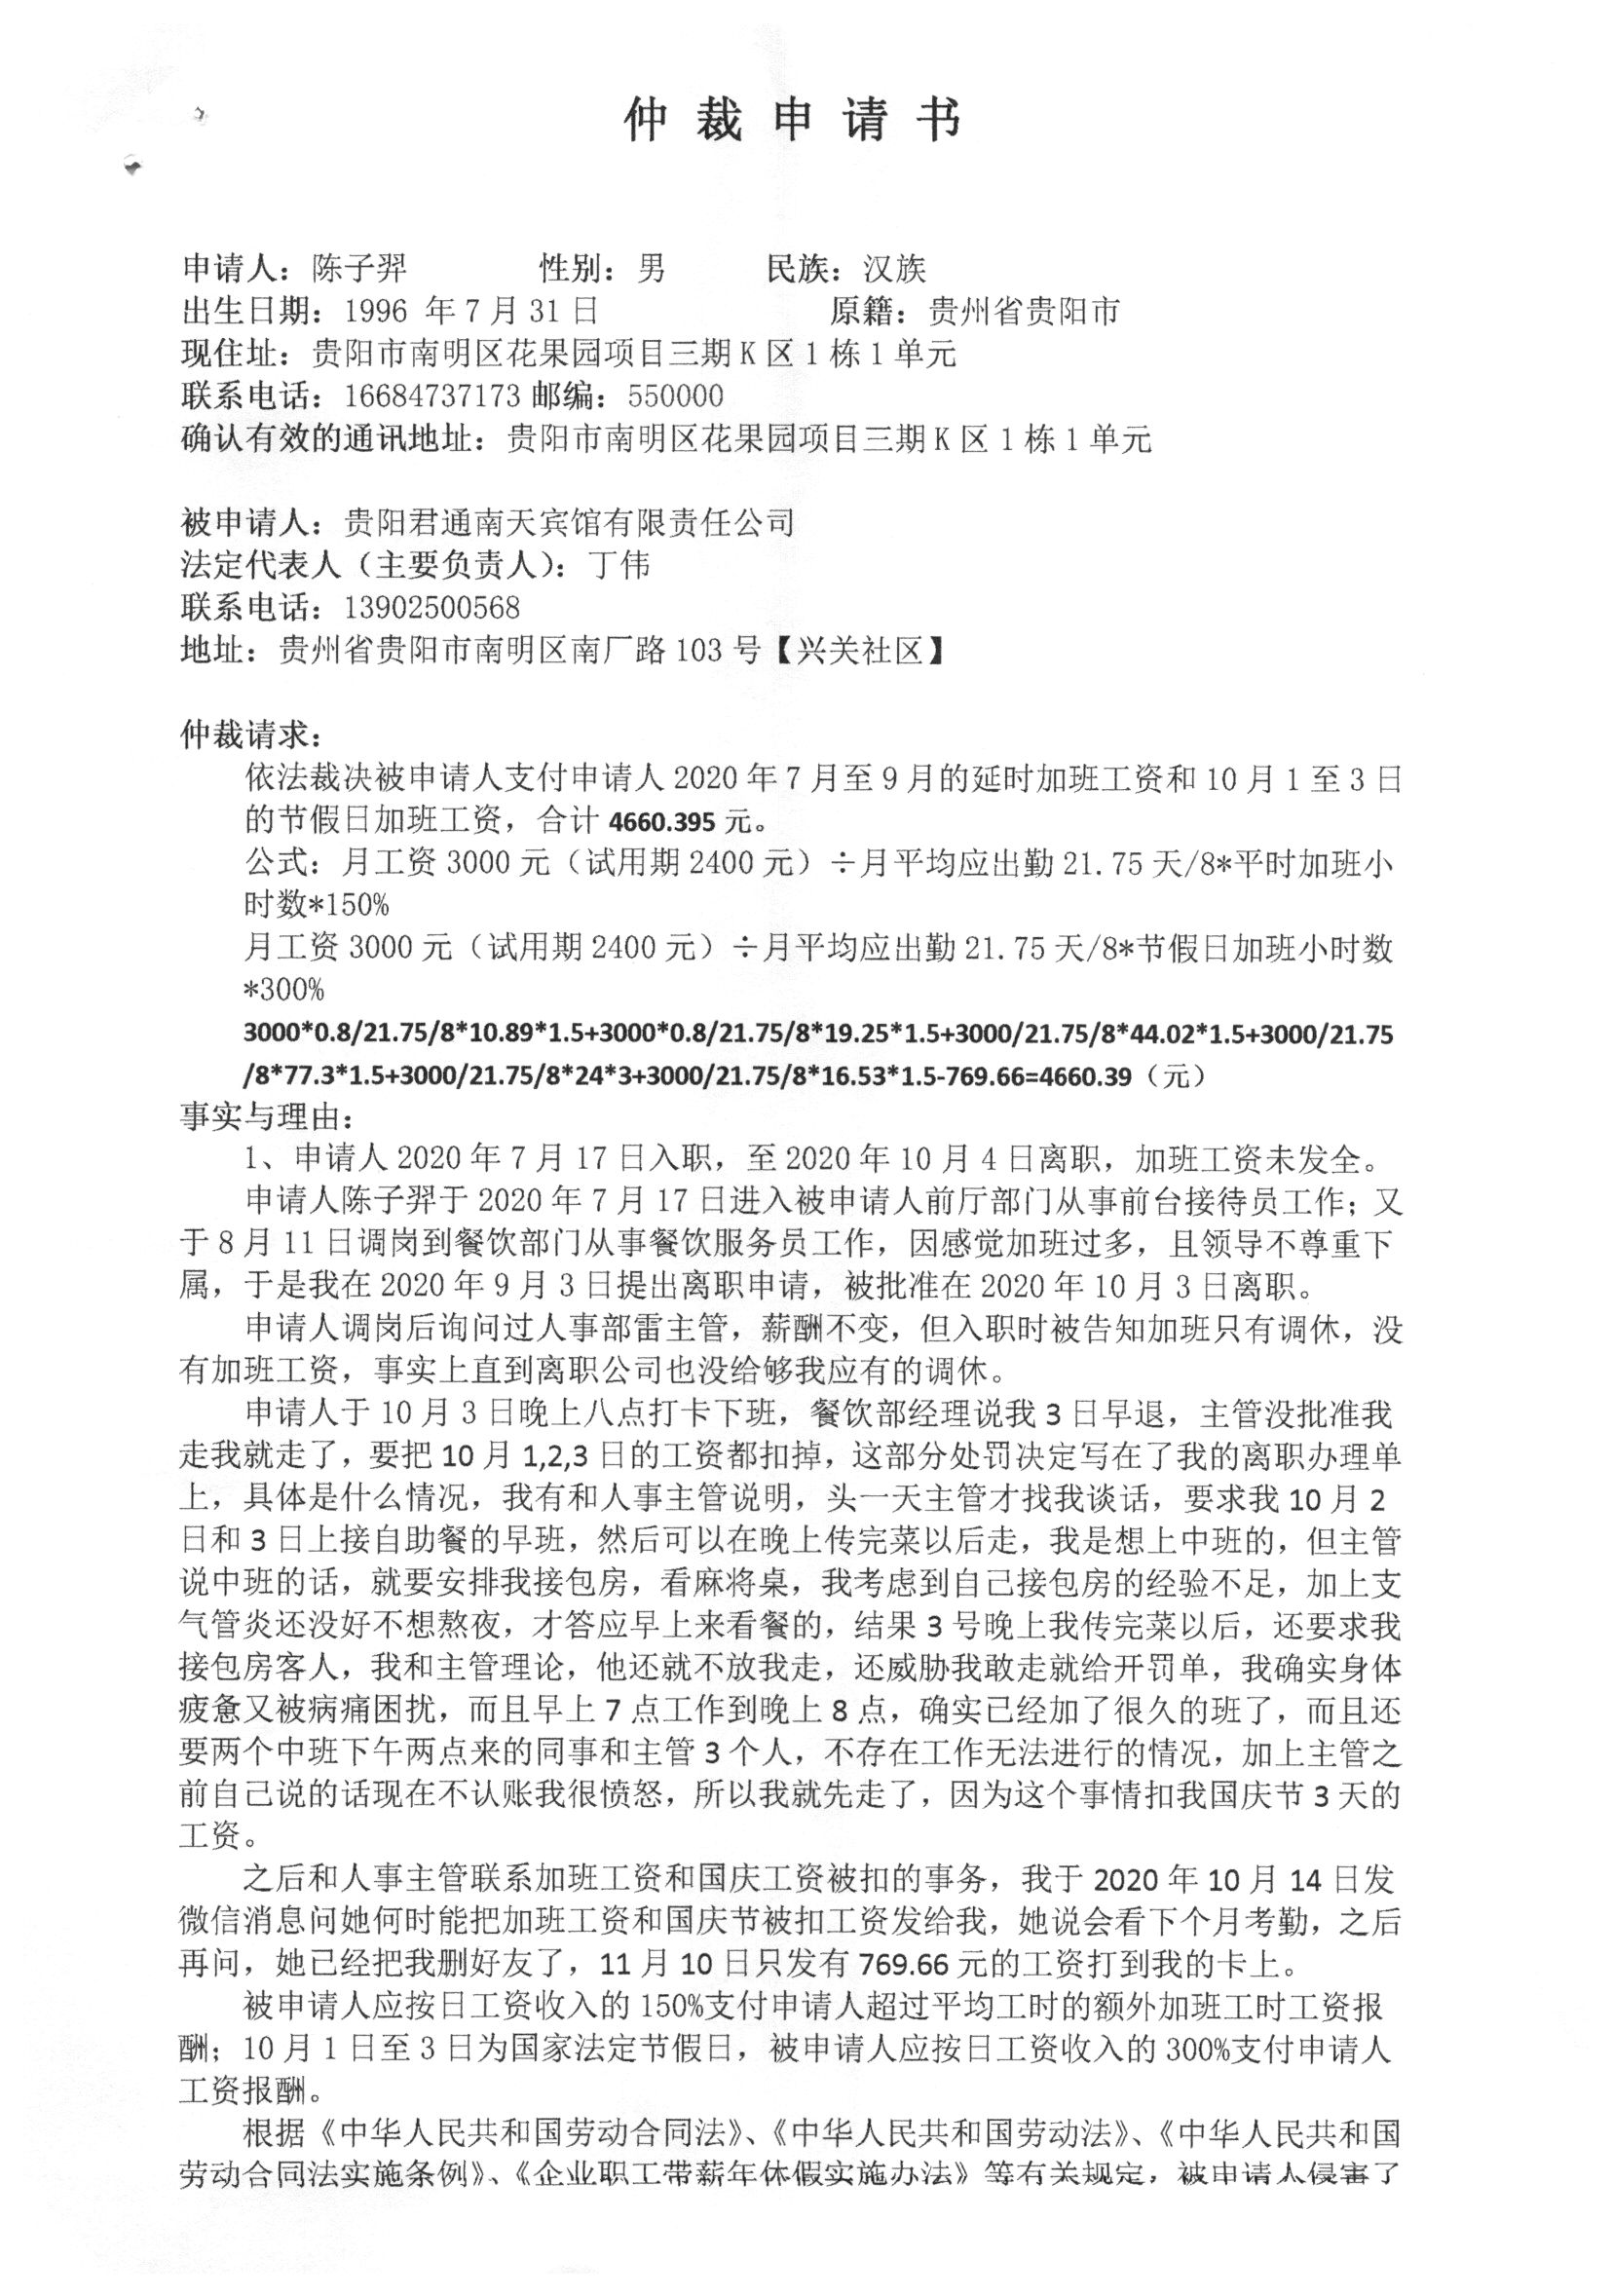 仲裁申请书
申请人：陈子羿 性别：男 民族：汉族
出生日期：1996 年 7 月 31 日 原籍：贵州省贵阳市
现住址：贵阳市南明区花果园项目三期 K 区 1 栋 1 单元
联系电话：16684737173 邮编：550000
确认有效的通讯地址：贵阳市南明区花果园项目三期 K 区 1 栋 1 单元
被申请人：贵阳君通南天宾馆有限责任公司
法定代表人（主要负责人）：丁伟
联系电话：13902500568
地址：贵州省贵阳市南明区南厂路 103 号【兴关社区】
仲裁请求：
依法裁决被申请人支付申请人 2020 年 7 月至 9 月的延时加班工资和 10 月 1 至 3 日
的节假日加班工资，合计 4660.395 元。
公式：月工资 3000 元（试用期 2400 元）÷月平均应出勤 21.75 天/8*平时加班小
时数*150%
月工资 3000 元（试用期 2400 元）÷月平均应出勤 21.75 天/8*节假日加班小时数
*300%
3000*0.8/21.75/8*10.89*1.5+3000*0.8/21.75/8*19.25*1.5+3000/21.75/8*44.02*1.5+3000/21.75
/8*77.3*1.5+3000/21.75/8*24*3+3000/21.75/8*16.53*1.5-769.66=4660.39（元）
事实与理由：
1、申请人 2020 年 7 月 17 日入职，至 2020 年 10 月 4 日离职，加班工资未发全。
申请人陈子羿于 2020 年 7 月 17 日进入被申请人前厅部门从事前台接待员工作；又
于 8 月 11 日调岗到餐饮部门从事餐饮服务员工作，因感觉加班过多，且领导不尊重下
属，于是我在 2020 年 9 月 3 日提出离职申请，被批准在 2020 年 10 月 3 日离职。
申请人调岗后询问过人事部雷主管，薪酬不变，但入职时被告知加班只有调休，没
有加班工资，事实上直到离职公司也没给够我应有的调休。
申请人于 10 月 3 日晚上八点打卡下班，餐饮部经理说我 3 日早退，主管没批准我
走我就走了，要把 10 月 1,2,3 日的工资都扣掉，这部分处罚决定写在了我的离职办理单
上，具体是什么情况，我有和人事主管说明，头一天主管才找我谈话，要求我 10 月 2
日和 3 日上接自助餐的早班，然后可以在晚上传完菜以后走，我是想上中班的，但主管
说中班的话，就要安排我接包房，看麻将桌，我考虑到自己接包房的经验不足，加上支
气管炎还没好不想熬夜，才答应早上来看餐的，结果 3 号晚上我传完菜以后，还要求我
接包房客人，我和主管理论，他还就不放我走，还威胁我敢走就给开罚单，我确实身体
疲惫又被病痛困扰，而且早上 7 点工作到晚上 8 点，确实已经加了很久的班了，而且还
要两个中班下午两点来的同事和主管 3 个人，不存在工作无法进行的情况，加上主管之
前自己说的话现在不认账我很愤怒，所以我就先走了，因为这个事情扣我国庆节 3 天的
工资。
之后和人事主管联系加班工资和国庆工资被扣的事务，我于 2020 年 10 月 14 日发
微信消息问她何时能把加班工资和国庆节被扣工资发给我，她说会看下个月考勤，之后
再问，她已经把我删好友了，11 月 10 日只发有 769.66 元的工资打到我的卡上。
被申请人应按日工资收入的 150%支付申请人超过平均工时的额外加班工时工资报
酬；10 月 1 日至 3 日为国家法定节假日，被申请人应按日工资收入的 300%支付申请人
工资报酬。
根据《中华人民共和国劳动合同法》、《中华人民共和国劳动法》、《中华人民共和国
劳动合同法实施条例》、《企业职工带薪年休假实施办法》等有关规定，被申请人侵害了